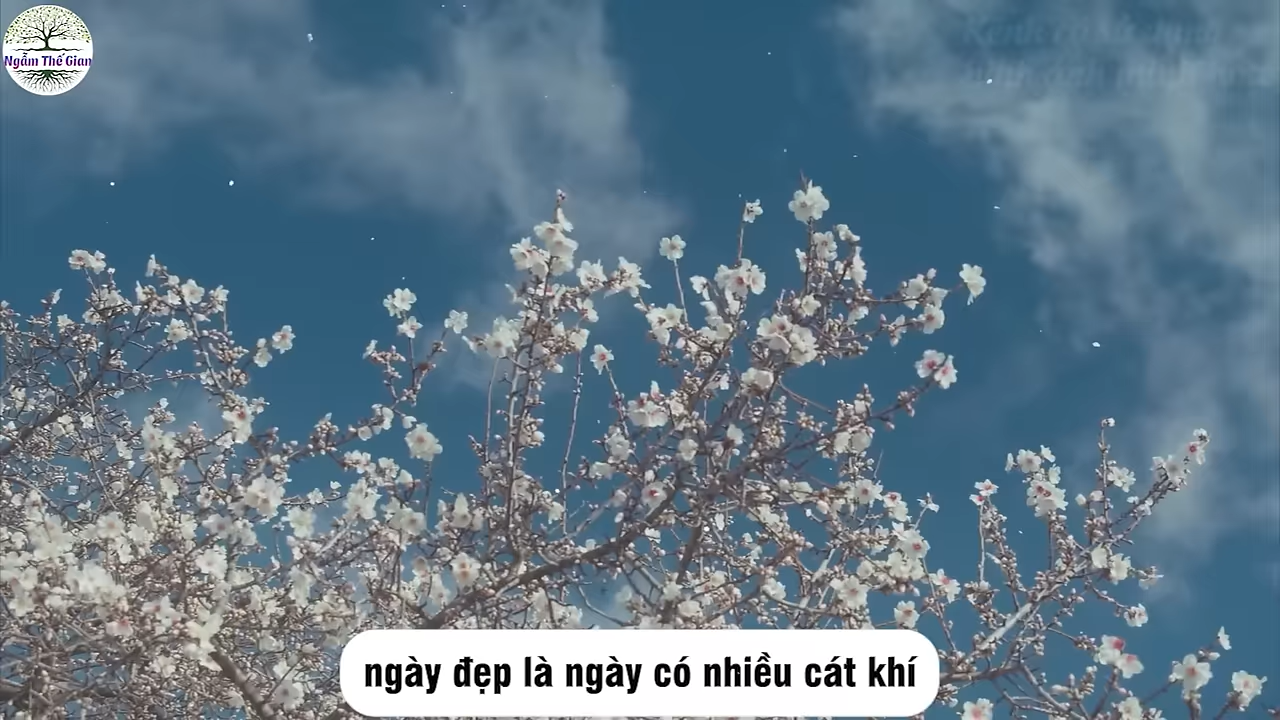 Ngẫm Thế Gian
ngày đẹp là ngày có nhiều cát khí